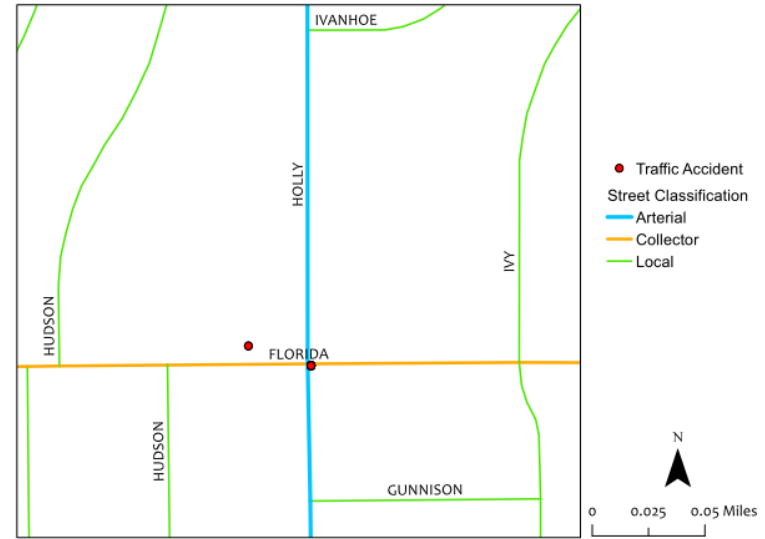 IVANHOE
HOLLY
IVY
HUDSON
FLORIDA
HUDSON
GUNNISON
Traffic Accident
Street Classification
Arterial
Collector
Local
N
0 0.025 0.05 Miles